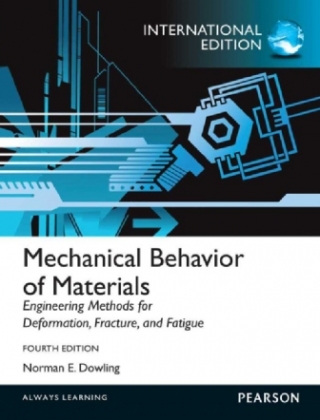 INTERNATIONAL
EDITION
Mechanical Behavior
of Materials
Engineering Methods for
Deformation, Fracture, and Fatigue
FOURTH EDITION
Norman E. Dowling
ALWAYS LEARNING
PEARSON